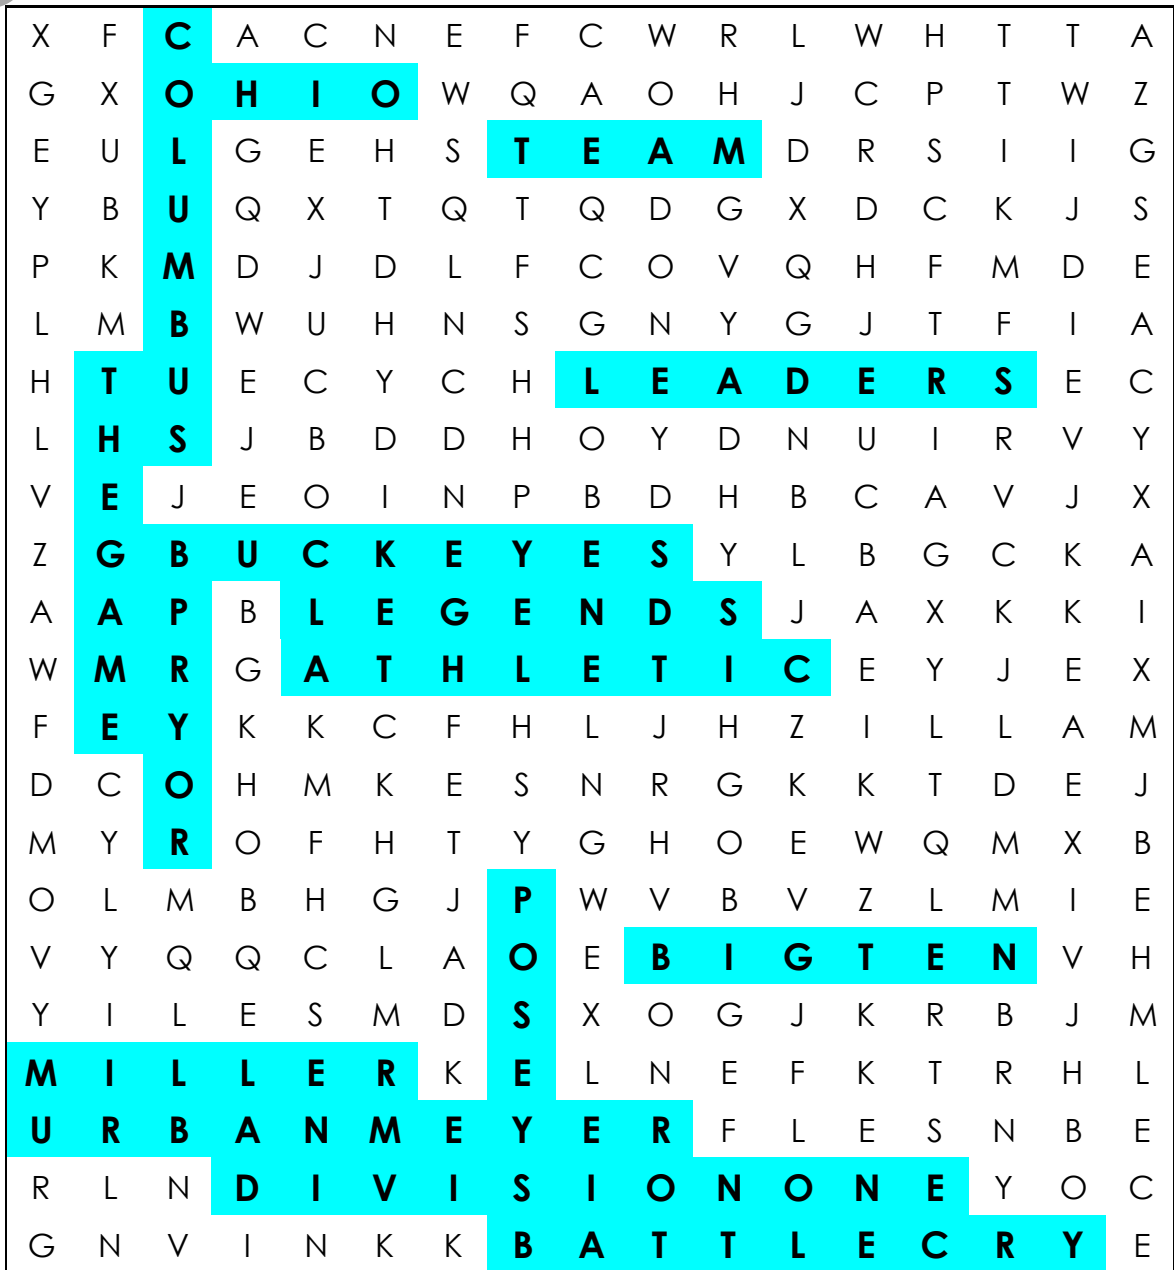 X F C A C N E F C W R L W H T T A
G X O H I O W Q A O H J C P T W Z
E U L G E H S T E A M D R S I I G
Y B U Q X T Q T Q D G X D C K J S
P K M D J D L F C O V Q H F M D E
L M B W U H N S G N Y G J T F I A
H T U E C Y C H L E A D E R S E C
L H S J B D D H O Y D N U I R V Y
V E J E O I N P B D H B C A V J X
Z G B U C K E Y E S Y L B G C K A
A A P B L E G E N D S J A X K K I
W M R G A T H L E T I C E Y J E X
F E Y K K C F H L J H Z I L L A M
D C O H M K E S N R G K K T D E J
M Y R O F H T Y G H O E W Q M X B
O L M B H G J P W V B V Z L M I E
V Y Q Q C L A O E B I G T E N V H
Y I L E S M D S X O G J K R B J M
M I L L E R K E L N E F K T R H L
U R B A N M E Y E R F L E S N B E
R L N D I V I S I O N O N E Y O C
G N V I N K K B A T T L E C R Y E